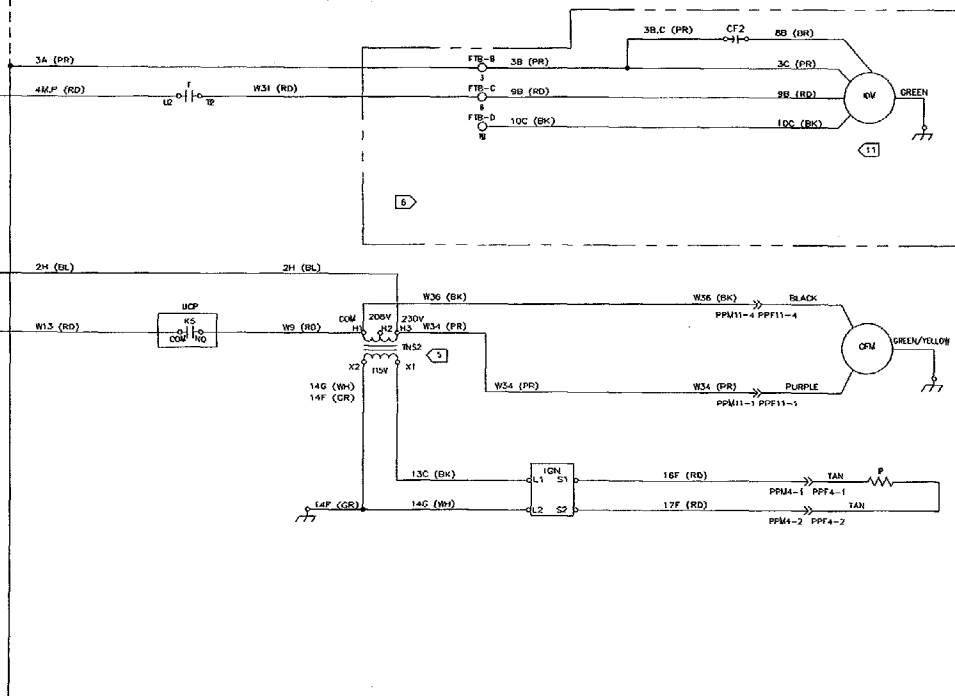 3B,C (PR) CF2 8B (BR)
3A (PR) FTB-B 3B (PR) 3C (PR)
3
4M,P (RD) F W31 (RD) FTB-C 9B (RD) 9B (RD) IDM GREEN
U2 T2 6
FTB-D 10C (BK) 10C (BK)
11
6
2H (BL) 2H (BL)
UCP W36 (BK) W36 (BK) BLACK
PPM11-4 PPF11-4
K5 COM 208V 230V
W13 (RD) COM NO W9 (RD) H1 H2 H3 W34 (PR)
CFM GREEN/YELLOW
TNS2 5
X2 115V X1
14G (WH) W34 (PR) W34 (PR) PURPLE
14F (GR) PPM11-1 PPF11-1
13C (BK) IGN 16F (RD) TAN IP
L1 S1 PPM4-1 PPF4-1
14F (GR) 14G (WH) L2 S2 17F (RD) TAN
PPM4-2 PPF4-2